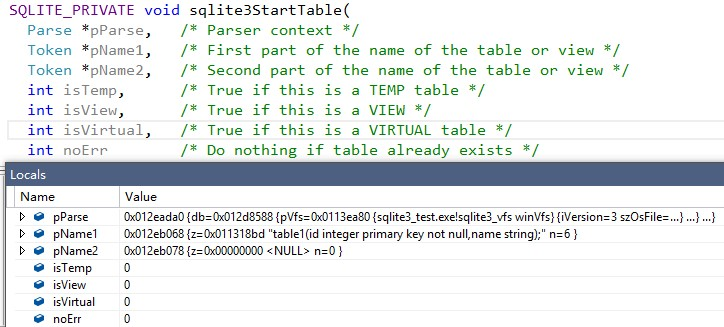 SQLITE_PRIVATE void sqlite3StartTable(
Parse *pParse, /* Parser context */
Token *pName1, /* First part of the name of the table or view */
Token *pName2, /* Second part of the name of the table or view */
int isTemp, /* True if this is a TEMP table */
int isView, /* True if this is a VIEW */
int isVirtual, /* True if this is a VIRTUAL table */
int noErr /* Do nothing if table already exists */
Locals
Name Value
pParse 0x012eada0 {db=0x012d8588 {pVfs=0x0113ea80 {sqlite3_test.exe!sqlite3_vfs winVfs} {iVersion=3 szOsFile=...} ...} ...}
pName1 0x012eb068 {z=0x011318bd "table1(id integer primary key not null,name string);" n=6 }
pName2 0x012eb078 {z=0x00000000 <NULL> n=0 }
isTemp 0
isView 0
isVirtual 0
noErr 0